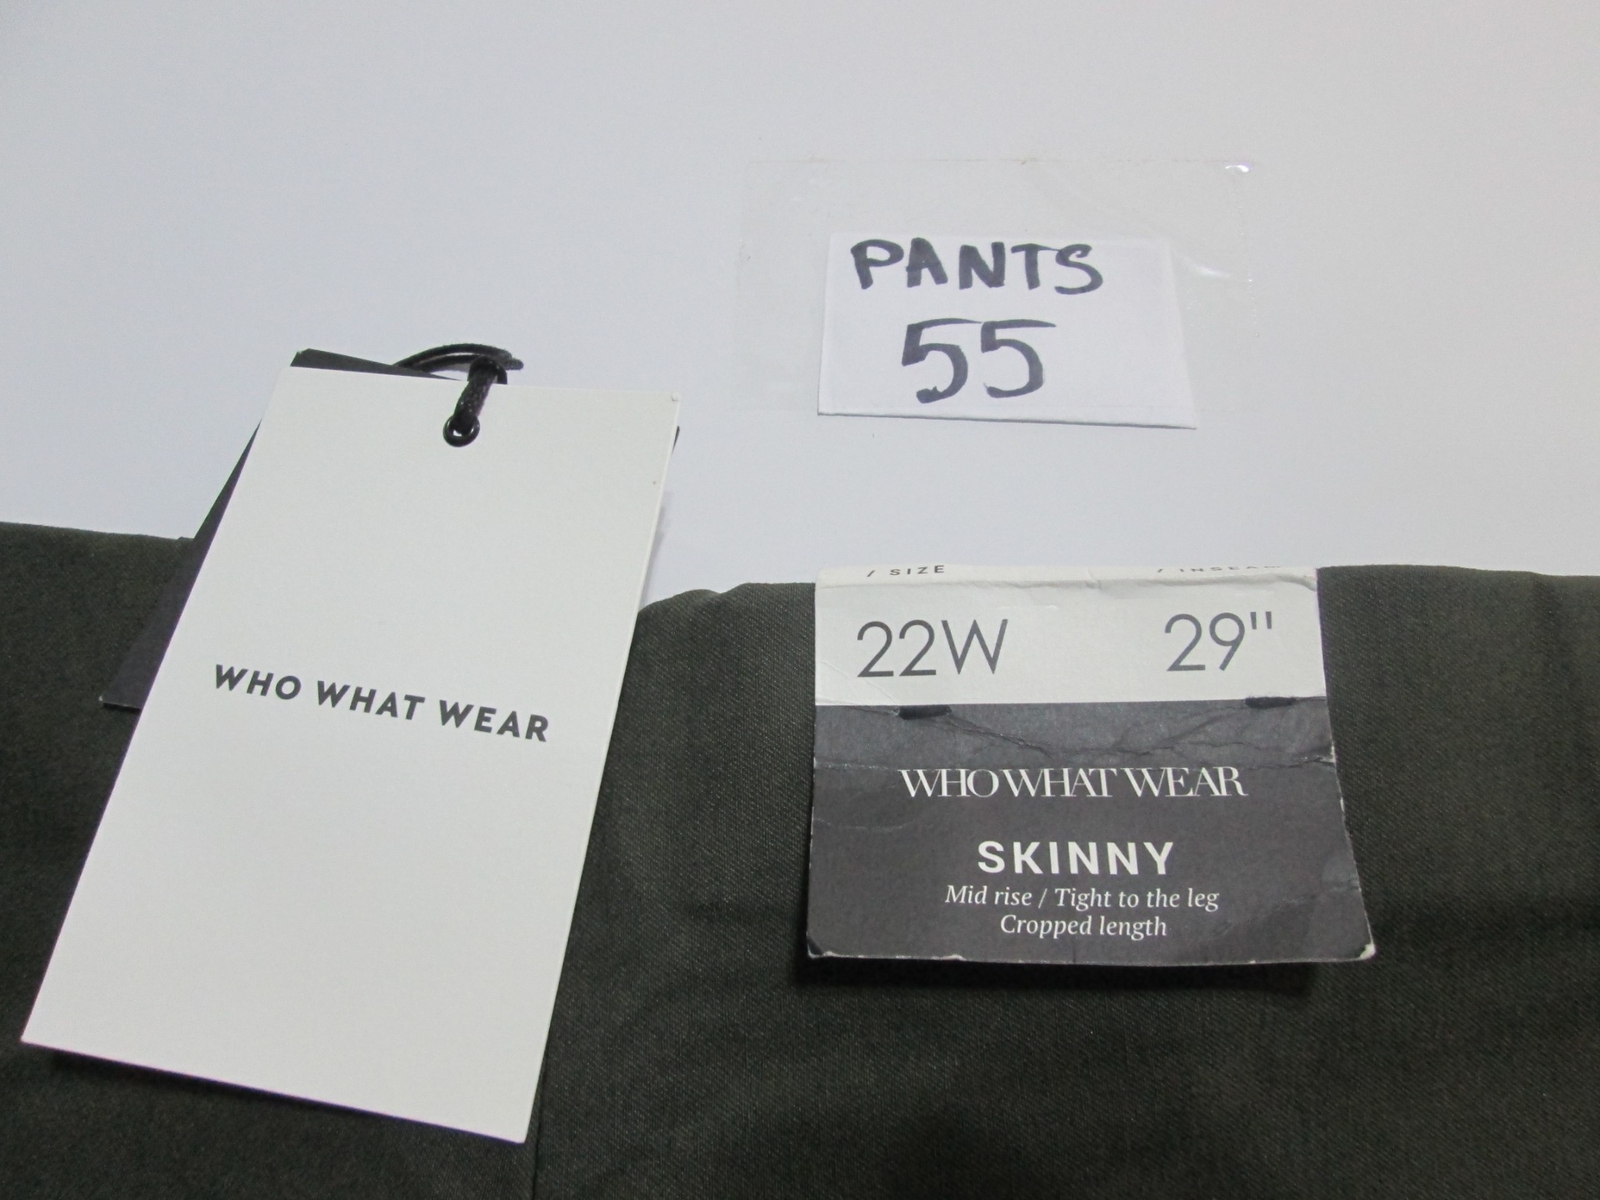 PANTS
55
WHO WHAT WEAR
/ SIZE / INSEAM
22W 29"
WHO WHAT WEAR
SKINNY
Mid rise / Tight to the leg
Cropped length